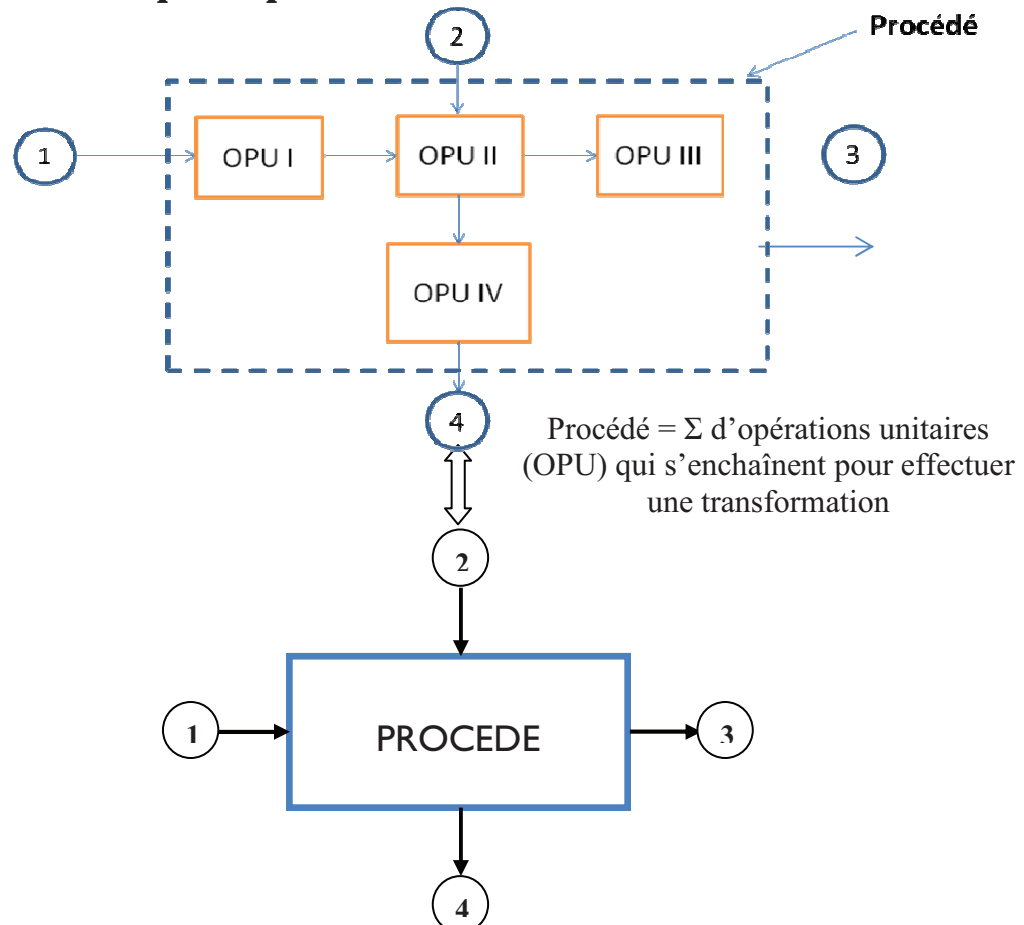 2
Procédé
1
OPU I
OPU II
OPU III
3
OPU IV
4
Procédé = Σ d’opérations unitaires
(OPU) qui s’enchaînent pour effectuer
une transformation
2
1
PROCEDE
3
4